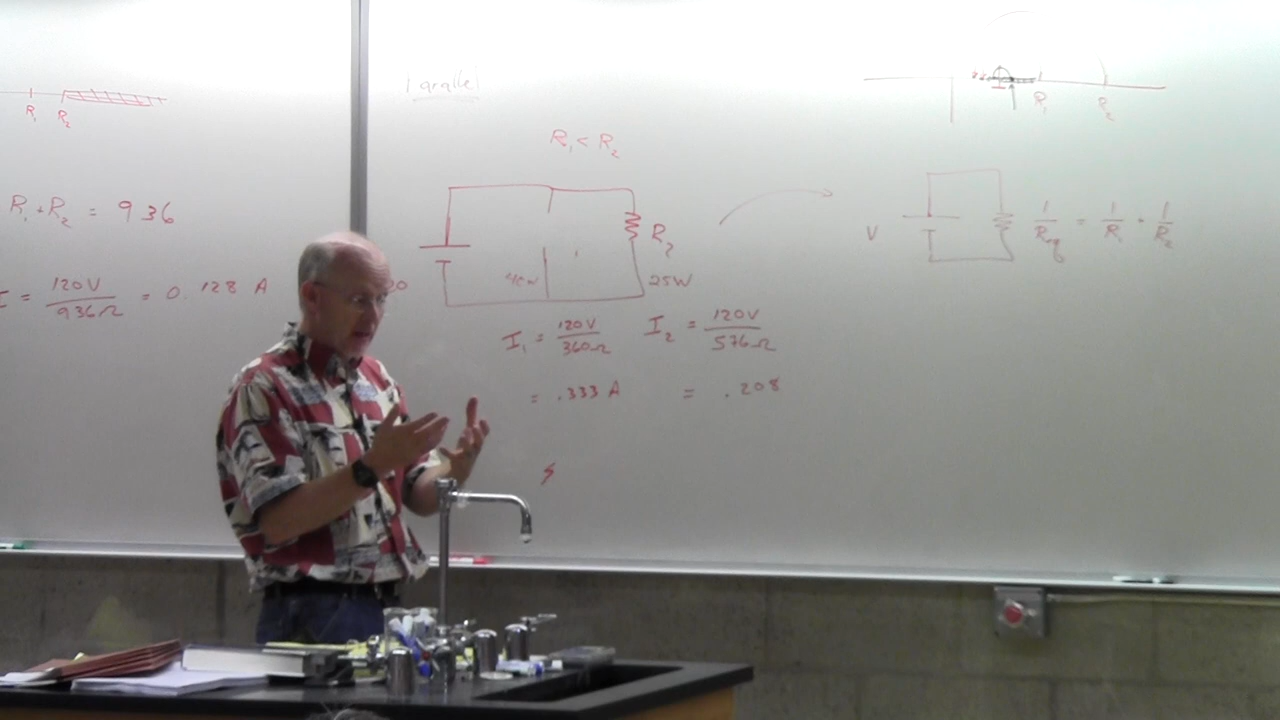 R₁ R₂
R₁ + R₂ = 936
I = 120V / 936Ω = 0.128 A
Parallel
R₁ < R₂
R₂
40W 25W
I₁ = 120V / 360Ω I₂ = 120V / 576Ω
= .333 A = .208
R₁ R₂
V 1/Req = 1/R₁ + 1/R₂